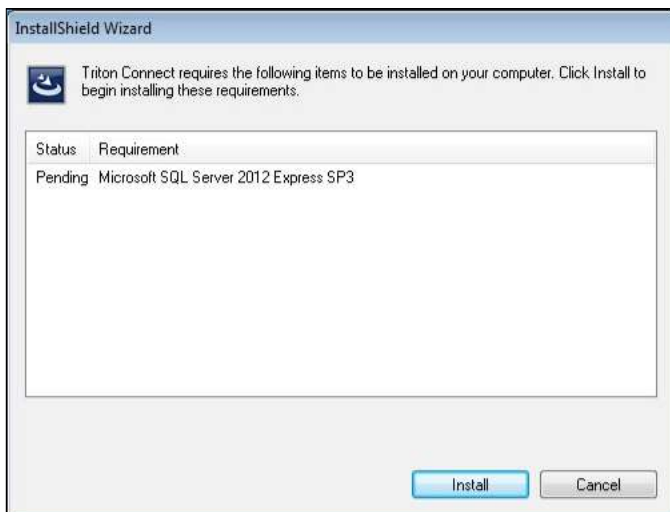 InstallShield Wizard
Triton Connect requires the following items to be installed on your computer. Click Install to
begin installing these requirements.
Status Requirement
Pending Microsoft SQL Server 2012 Express SP3
Install Cancel